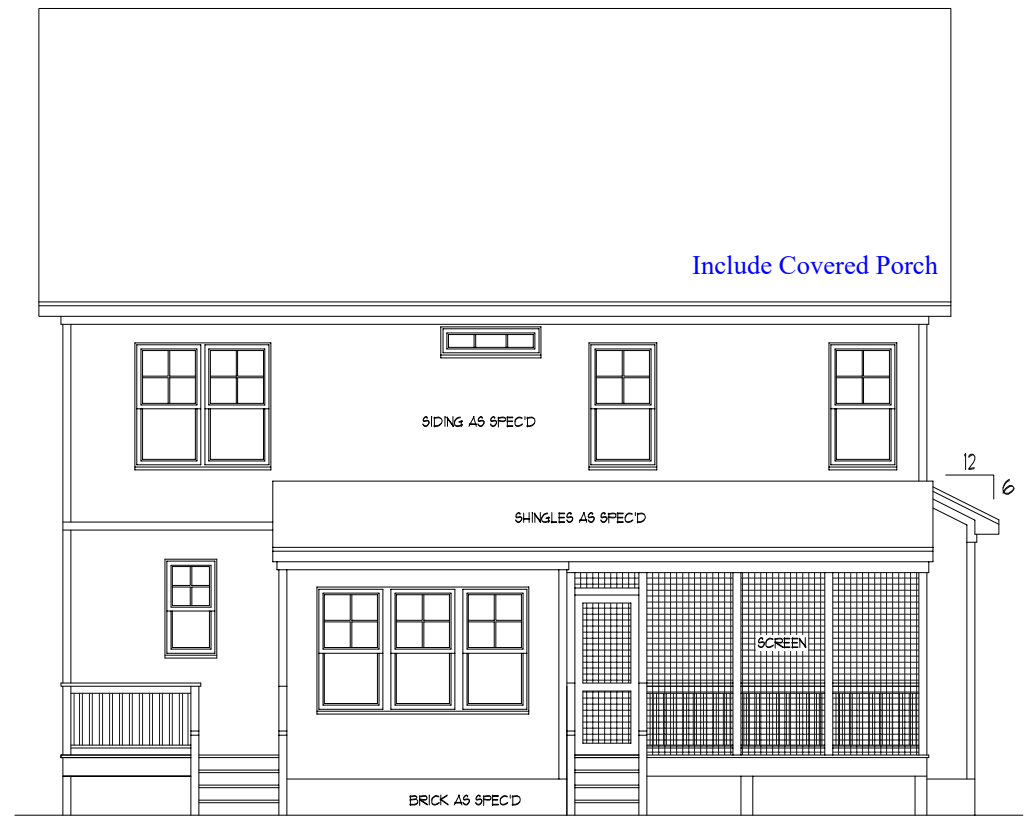 Include Covered Porch
SIDING AS SPEC'D
12
6
SHINGLES AS SPEC'D
SCREEN
BRICK AS SPEC'D